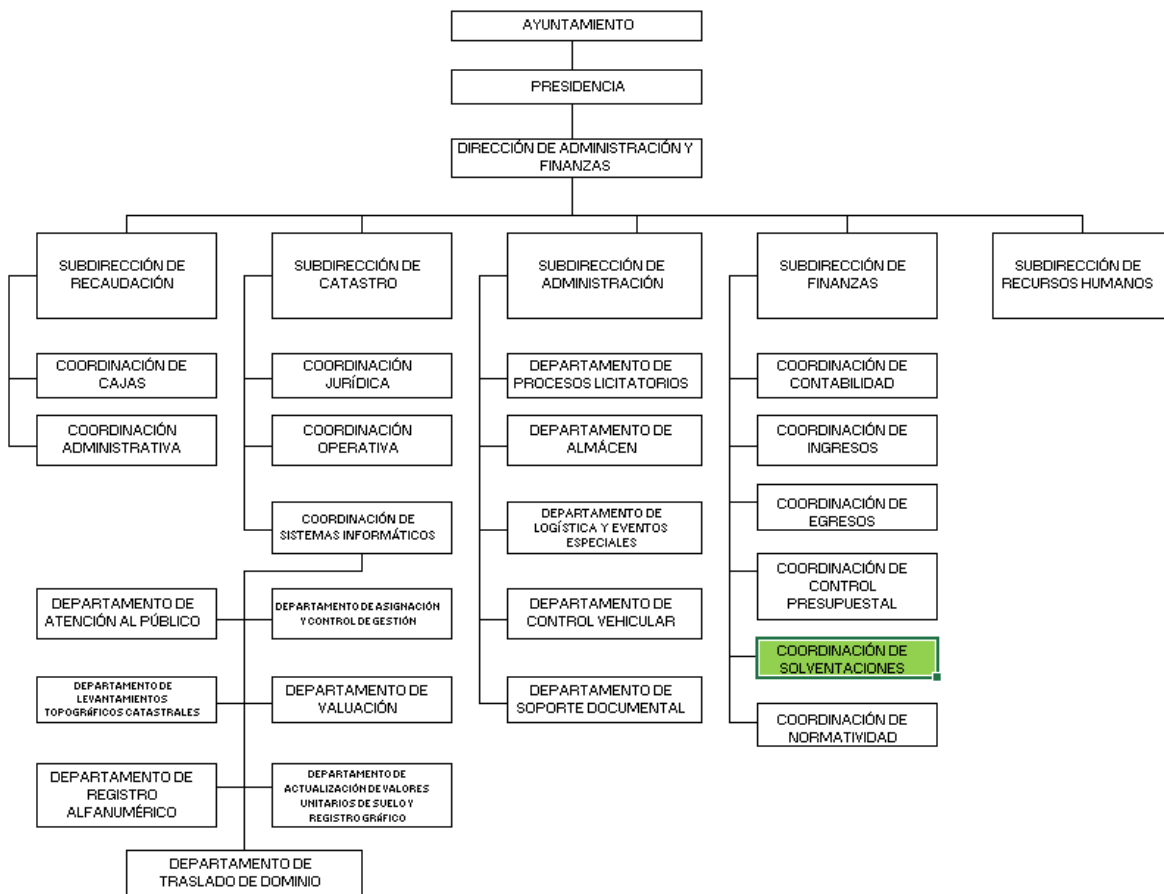 AYUNTAMIENTO
PRESIDENCIA
DIRECCIÓN DE ADMINISTRACIÓN Y
FINANZAS
SUBDIRECCIÓN DE
RECAUDACIÓN
SUBDIRECCIÓN DE
CATASTRO
SUBDIRECCIÓN DE
ADMINISTRACIÓN
SUBDIRECCIÓN DE
FINANZAS
SUBDIRECCIÓN DE
RECURSOS HUMANOS
COORDINACIÓN DE
CAJAS
COORDINACIÓN
JURÍDICA
DEPARTAMENTO DE
PROCESOS LICITATORIOS
COORDINACIÓN DE
CONTABILIDAD
COORDINACIÓN
ADMINISTRATIVA
COORDINACIÓN
OPERATIVA
DEPARTAMENTO DE
ALMÁCEN
COORDINACIÓN DE
INGRESOS
COORDINACIÓN DE
SISTEMAS INFORMÁTICOS
DEPARTAMENTO DE
LOGÍSTICA Y EVENTOS
ESPECIALES
COORDINACIÓN DE
EGRESOS
DEPARTAMENTO DE
ATENCIÓN AL PÚBLICO
DEPARTAMENTO DE ASIGNACIÓN
Y CONTROL DE GESTIÓN
DEPARTAMENTO DE
CONTROL VEHICULAR
COORDINACIÓN DE
CONTROL
PRESUPUESTAL
COORDINACIÓN DE
SOLVENTACIONES
DEPARTAMENTO DE
LEVANTAMIENTOS
TOPOGRÁFICOS CATASTRALES
DEPARTAMENTO DE
VALUACIÓN
DEPARTAMENTO DE
SOPORTE DOCUMENTAL
COORDINACIÓN DE
NORMATIVIDAD
DEPARTAMENTO DE
REGISTRO
ALFANUMÉRICO
DEPARTAMENTO DE
ACTUALIZACIÓN DE VALORES
UNITARIOS DE SUELO Y
REGISTRO GRÁFICO
DEPARTAMENTO DE
TRASLADO DE DOMINIO